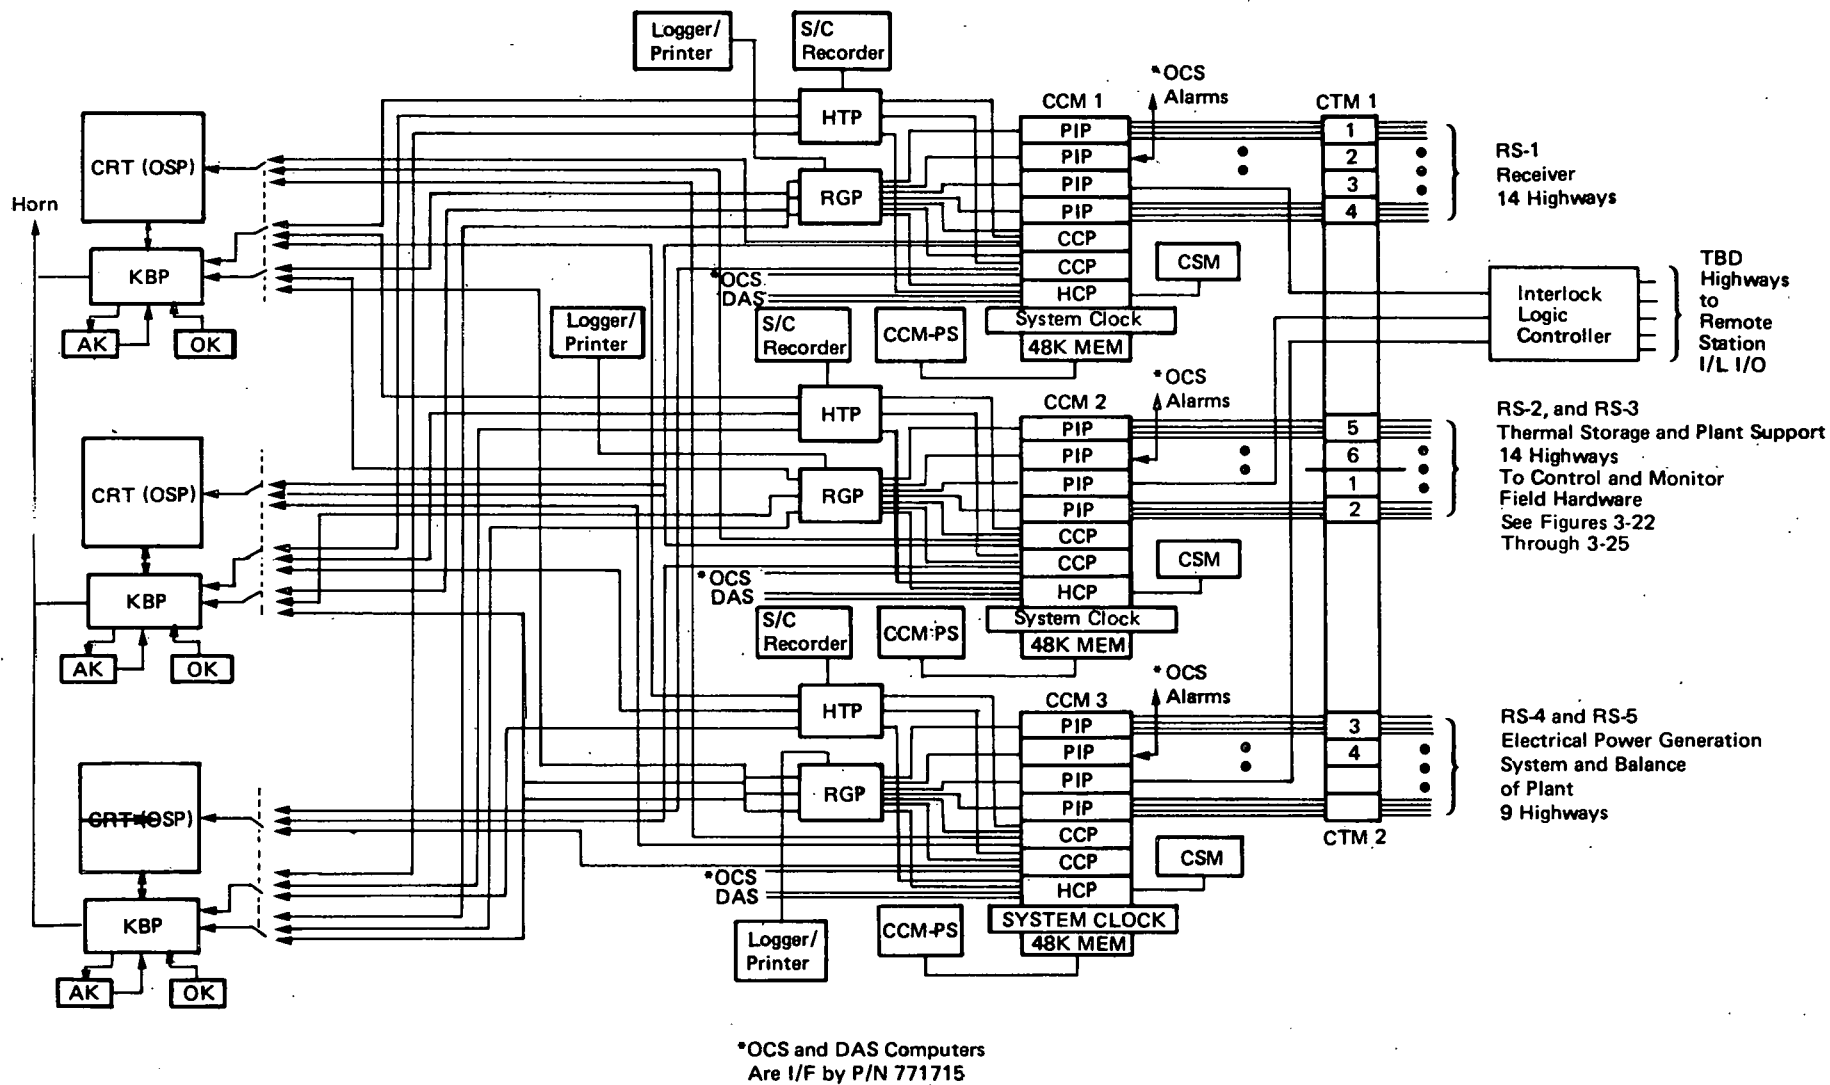 Logger/
Printer
S/C
Recorder
*OCS
Alarms
HTP
CCM 1
CTM 1
PIP
1
RS-1
Receiver
14 Highways
CRT (OSP)
PIP
2
PIP
3
RGP
PIP
4
Horn
CCP
KBP
CCP
CSM
*OCS
DAS
HCP
TBD
Highways
to
Remote
Station
I/L I/O
Interlock
Logic
Controller
System Clock
48K MEM
AK
OK
Logger/
Printer
S/C
Recorder
CCM-PS
*OCS
Alarms
HTP
CCM 2
PIP
5
RS-2, and RS-3
Thermal Storage and Plant Support
14 Highways
To Control and Monitor
Field Hardware
See Figures 3-22
Through 3-25
PIP
6
CRT (OSP)
RGP
PIP
1
PIP
2
CCP
CCP
CSM
*OCS
DAS
HCP
KBP
System Clock
48K MEM
AK
OK
S/C
Recorder
CCM-PS
*OCS
Alarms
HTP
CCM 3
PIP
3
RS-4 and RS-5
Electrical Power Generation
System and Balance
of Plant
9 Highways
PIP
4
RGP
PIP
PIP
CRT (OSP)
CCP
CTM 2
CCP
CSM
*OCS
DAS
HCP
KBP
SYSTEM CLOCK
48K MEM
Logger/
Printer
CCM-PS
AK
OK
*OCS and DAS Computers
Are I/F by P/N 771715